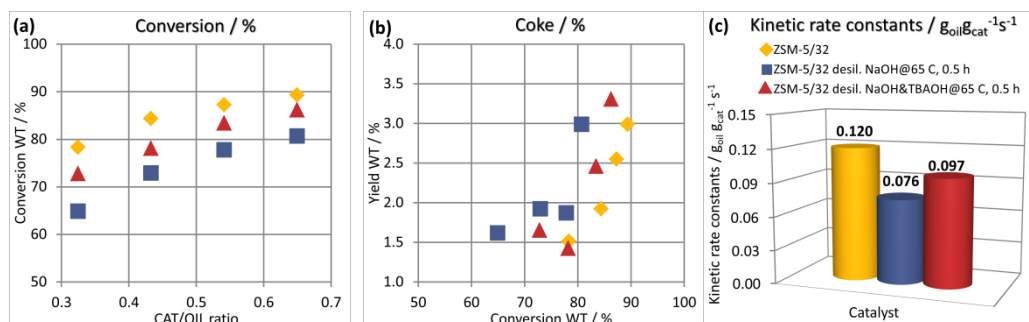 (a) Conversion / %
100
90
80
70
60
50
Conversion WT / %
0.3 0.4 0.5 0.6 0.7
CAT/OIL ratio
(b) Coke / %
4.0
3.5
3.0
2.5
2.0
1.5
1.0
Yield WT / %
50 60 70 80 90 100
Conversion WT / %
(c) Kinetic rate constants / g_oil g_cat⁻¹s⁻¹
ZSM-5/32
ZSM-5/32 desil. NaOH@65 C, 0.5 h
ZSM-5/32 desil. NaOH&TBAOH@65 C, 0.5 h
0.15
0.12
0.09
0.06
0.03
0.00
Kinetic rate constants / g_oil g_cat⁻¹ s⁻¹
0.120
0.076
0.097
Catalyst